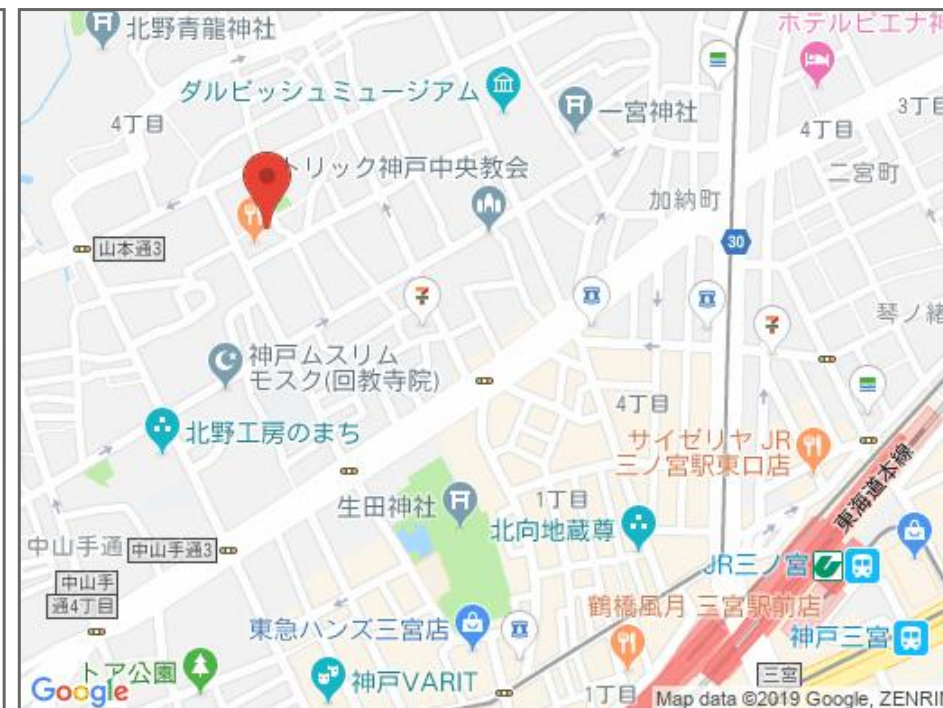 北野青龍神社
ホテルピエナ神
ダルビッシュミュージアム
一宮神社
3丁目
4丁目
4丁目
トリック神戸中央教会
二宮町
加納町
山本通3
30
琴ノ緒
神戸ムスリム
モスク(回教寺院)
4丁目
北野工房のまち
サイゼリヤ JR
三ノ宮駅東口店
東海道本線
生田神社
1丁目
北向地蔵尊
中山手通
中山手通3
JR三ノ宮
中山手
通4丁目
鶴橋風月 三宮駅前店
東急ハンズ三宮店
神戸三宮
トア公園
神戸VARIT
三宮
1丁目
Google
Map data ©2019 Google, ZENRI